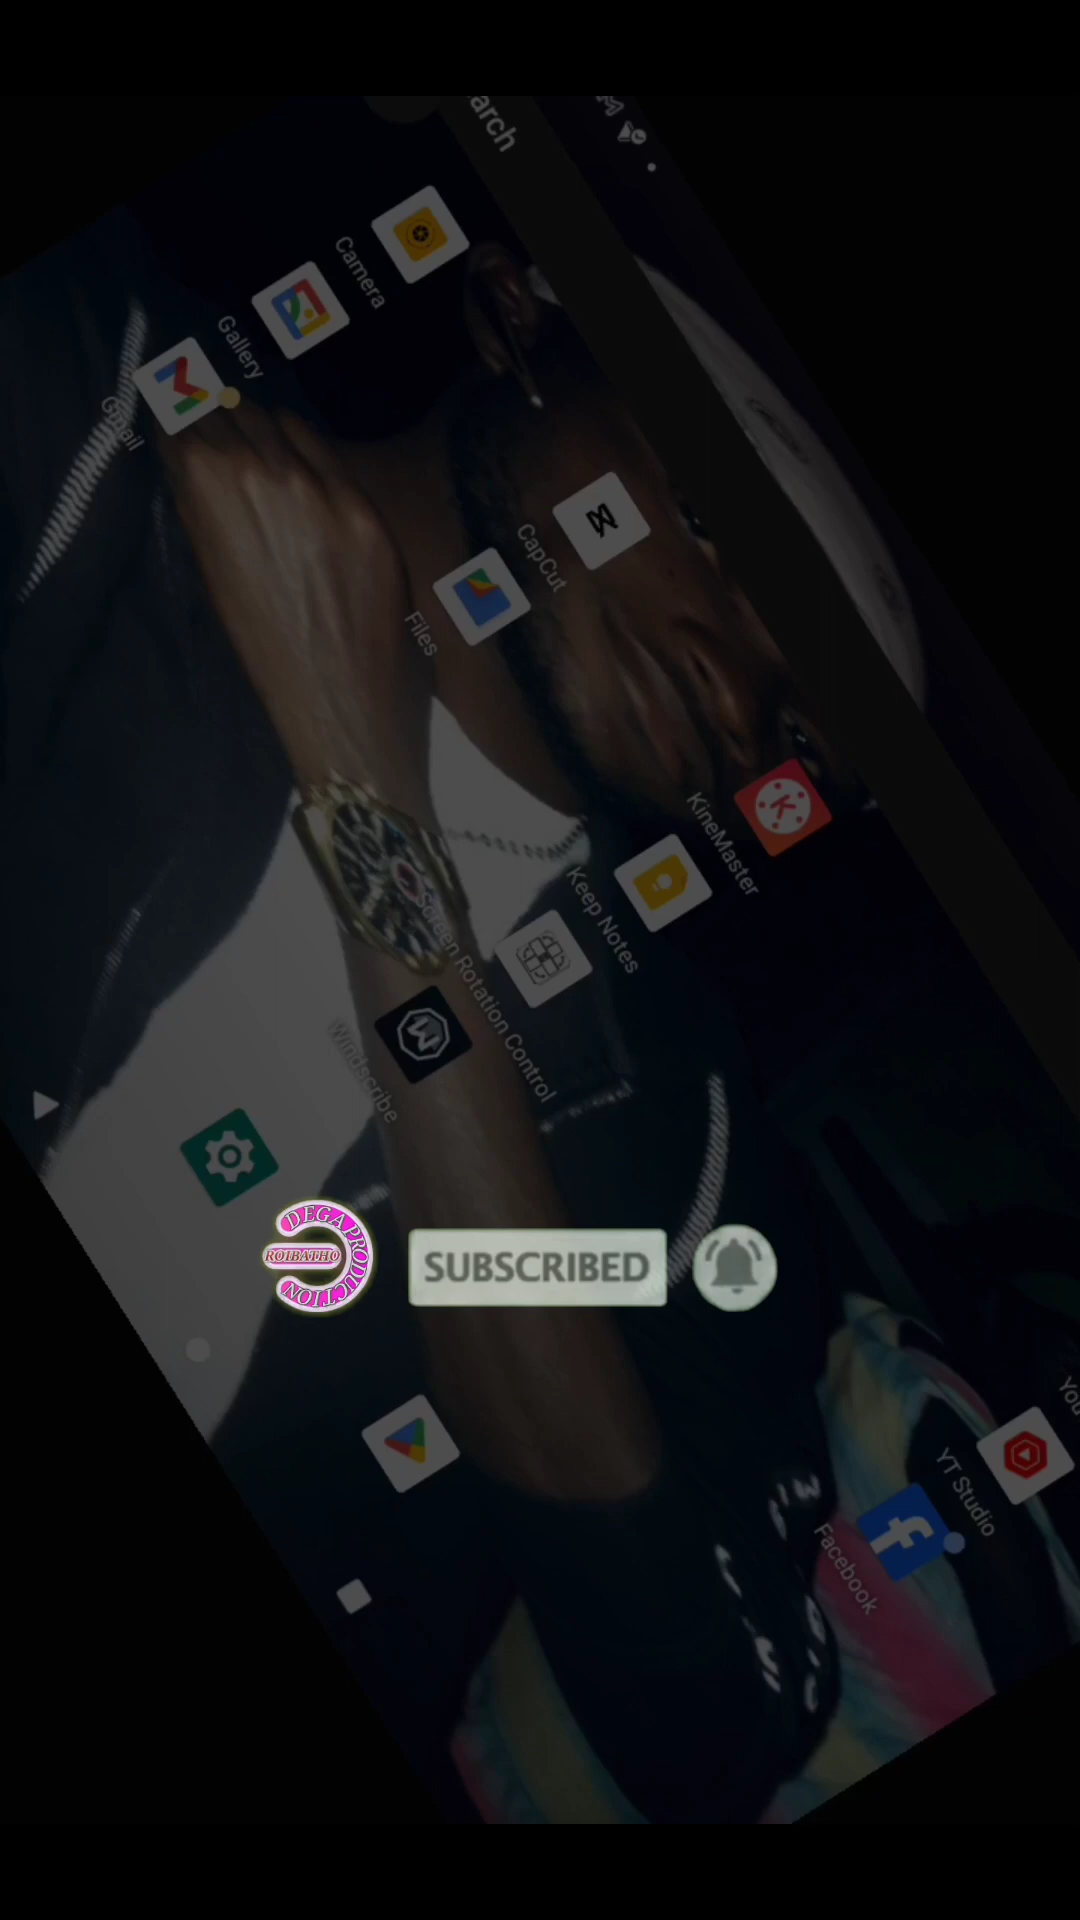 arch
Camera
Gallery
Gmail
CapCut
Files
KineMaster
Keep Notes
Screen Rotation Control
Windscribe
DEGA PRODUCTION
ROIBATHO
SUBSCRIBED
You
YT Studio
Facebook